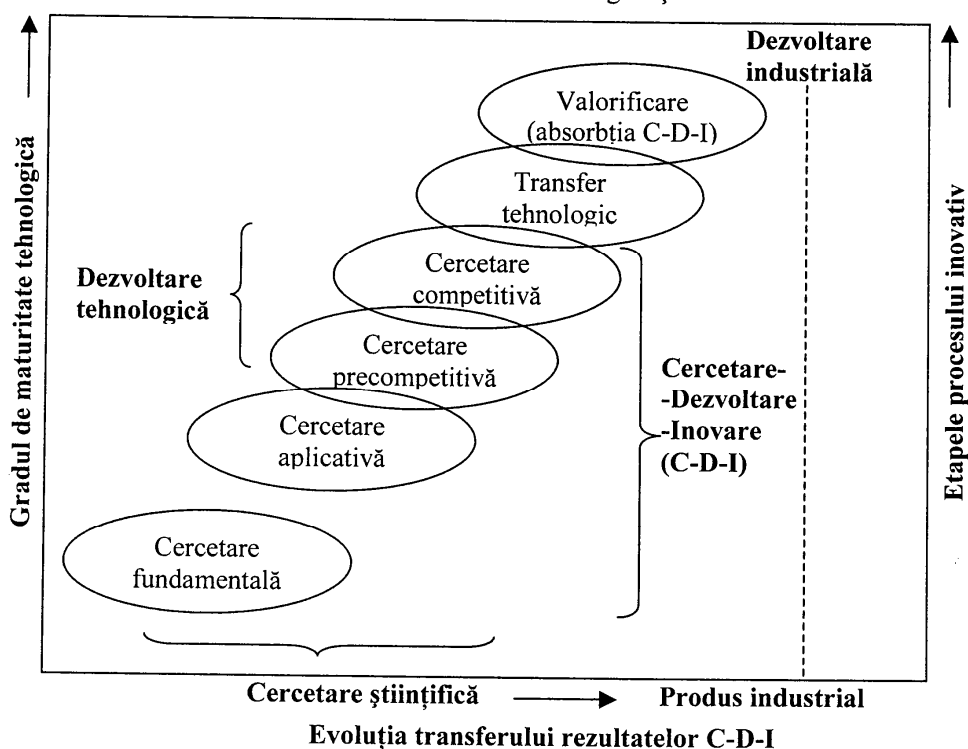 Dezvoltare
industrială
Valorificare
(absorbția C-D-I)
Transfer
tehnologic
Cercetare
competitivă
Dezvoltare
tehnologică
Cercetare
precompetitivă
Cercetare-
-Dezvoltare
-Inovare
(C-D-I)
Cercetare
aplicativă
Cercetare
fundamentală
Gradul de maturitate tehnologică
Etapele procesului inovativ
Cercetare ştiințifică
Produs industrial
Evoluția transferului rezultatelor C-D-I